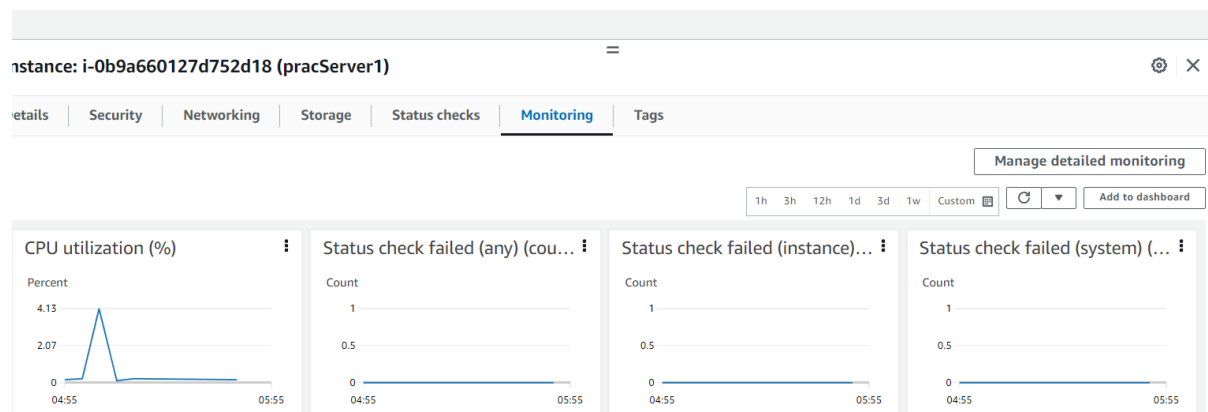 nstance: i-0b9a660127d752d18 (pracServer1)
etails Security Networking Storage Status checks Monitoring Tags
Manage detailed monitoring
1h 3h 12h 1d 3d 1w Custom Add to dashboard
CPU utilization (%)
Percent
4.13
2.07
0
04:55 05:55
Status check failed (any) (cou...
Count
1
0.5
0
04:55 05:55
Status check failed (instance)...
Count
1
0.5
0
04:55 05:55
Status check failed (system) (...
Count
1
0.5
0
04:55 05:55